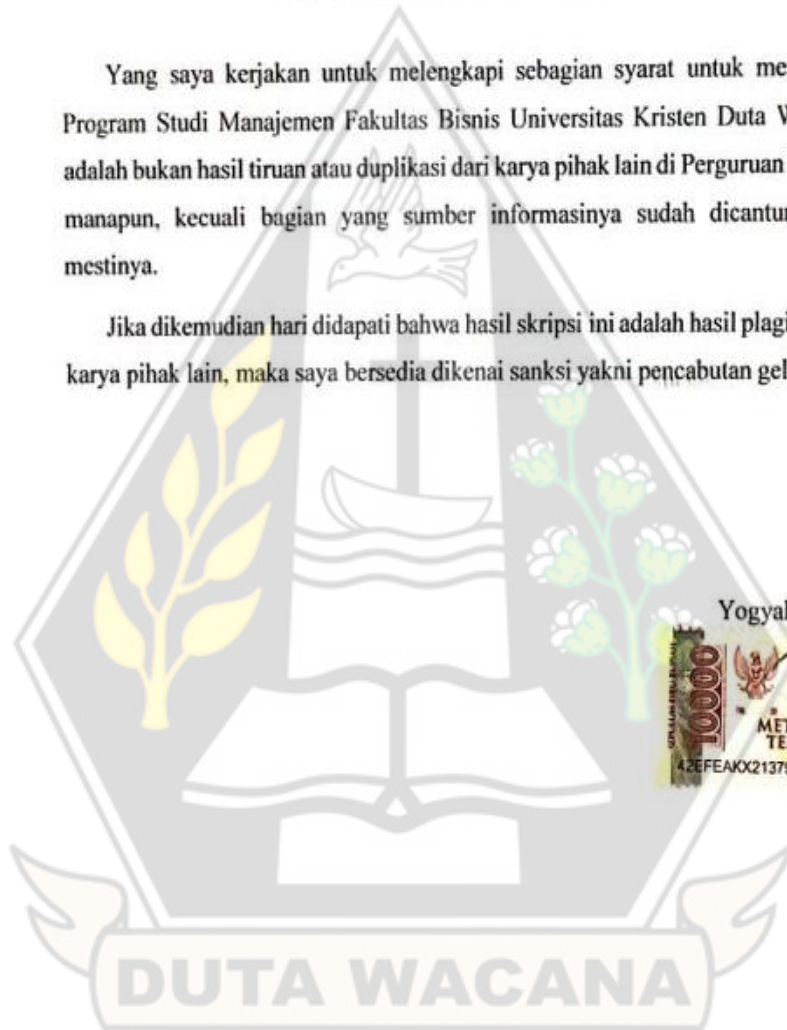 Yang saya kerjakan untuk melengkapi sebagian syarat untuk me
Program Studi Manajemen Fakultas Bisnis Universitas Kristen Duta W
adalah bukan hasil tiruan atau duplikasi dari karya pihak lain di Perguruan
manapun, kecuali bagian yang sumber informasinya sudah dicantu
mestinya.
Jika dikemudian hari didapati bahwa hasil skripsi ini adalah hasil plagi
karya pihak lain, maka saya bersedia dikenai sanksi yakni pencabutan gel
Yogya
10000
MET
TE
42EFEAKX21379
DUTA WACANA